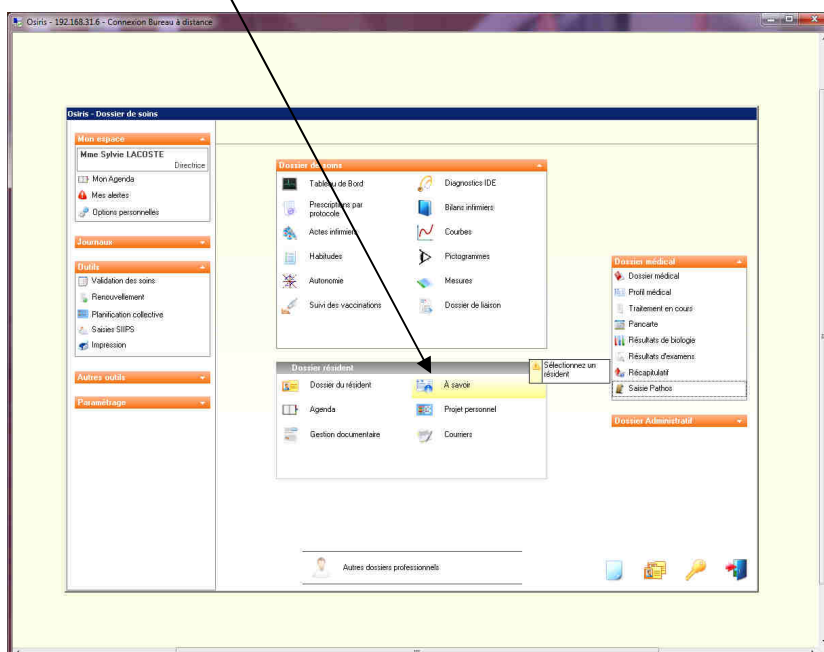 Osiris - 192.168.31.6 - Connexion Bureau à distance
Osiris - Dossier de soins
Mon espace
Mme Sylvie LACOSTE
Directrice
Mon Agenda
Mes alertes
Options personnelles
Journaux
Outils
Validation des soins
Renouvellement
Planification collective
Saisies SIIPS
Impression
Autres outils
Paramétrage
Dossier de soins
Tableau de Bord
Diagnostics IDE
Prescriptions par
protocole
Bilans infirmiers
Actes infirmiers
Courbes
Habitudes
Pictogrammes
Autonomie
Mesures
Suivi des vaccinations
Dossier de liaison
Dossier résident
Dossier du résident
À savoir
Agenda
Projet personnel
Gestion documentaire
Courriers
Sélectionnez un
résident
Dossier médical
Dossier médical
Profil médical
Traitement en cours
Pancarte
Résultats de biologie
Résultats d'examens
Récapitulatif
Saisie Pathos
Dossier Administratif
Autres dossiers professionnels